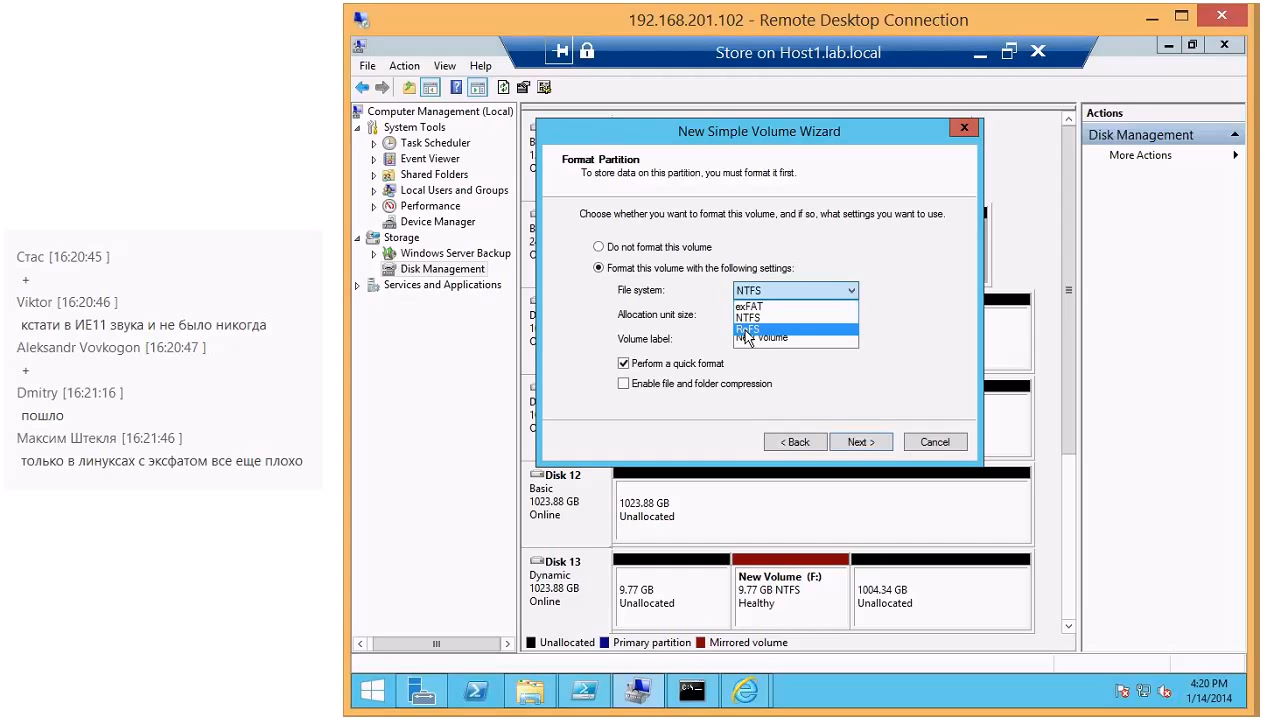 192.168.201.102 - Remote Desktop Connection
Store on Host1.lab.local
File Action View Help
Computer Management (Local)
System Tools
Task Scheduler
Event Viewer
Shared Folders
Local Users and Groups
Performance
Device Manager
Storage
Windows Server Backup
Disk Management
Services and Applications
Стас [16:20:45 ]
+
Viktor [16:20:46 ]
кстати в ИЕ11 звука и не было никогда
Aleksandr Vovkogon [16:20:47 ]
+
Dmitry [16:21:16 ]
пошло
Максим Штекля [16:21:46 ]
только в линуксах с эксфатом все еще плохо
New Simple Volume Wizard
Format Partition
To store data on this partition, you must format it first.
Choose whether you want to format this volume, and if so, what settings you want to use.
Do not format this volume
Format this volume with the following settings:
File system: NTFS
exFAT
NTFS
ReFS
Allocation unit size:
Volume label:
Volume
Perform a quick format
Enable file and folder compression
< Back Next > Cancel
Disk 12
Basic
1023.88 GB
Online
1023.88 GB
Unallocated
Disk 13
Dynamic
1023.88 GB
Online
9.77 GB
Unallocated
New Volume (F:)
9.77 GB NTFS
Healthy
1004.34 GB
Unallocated
Unallocated Primary partition Mirrored volume
Actions
Disk Management
More Actions
4:20 PM
1/14/2014